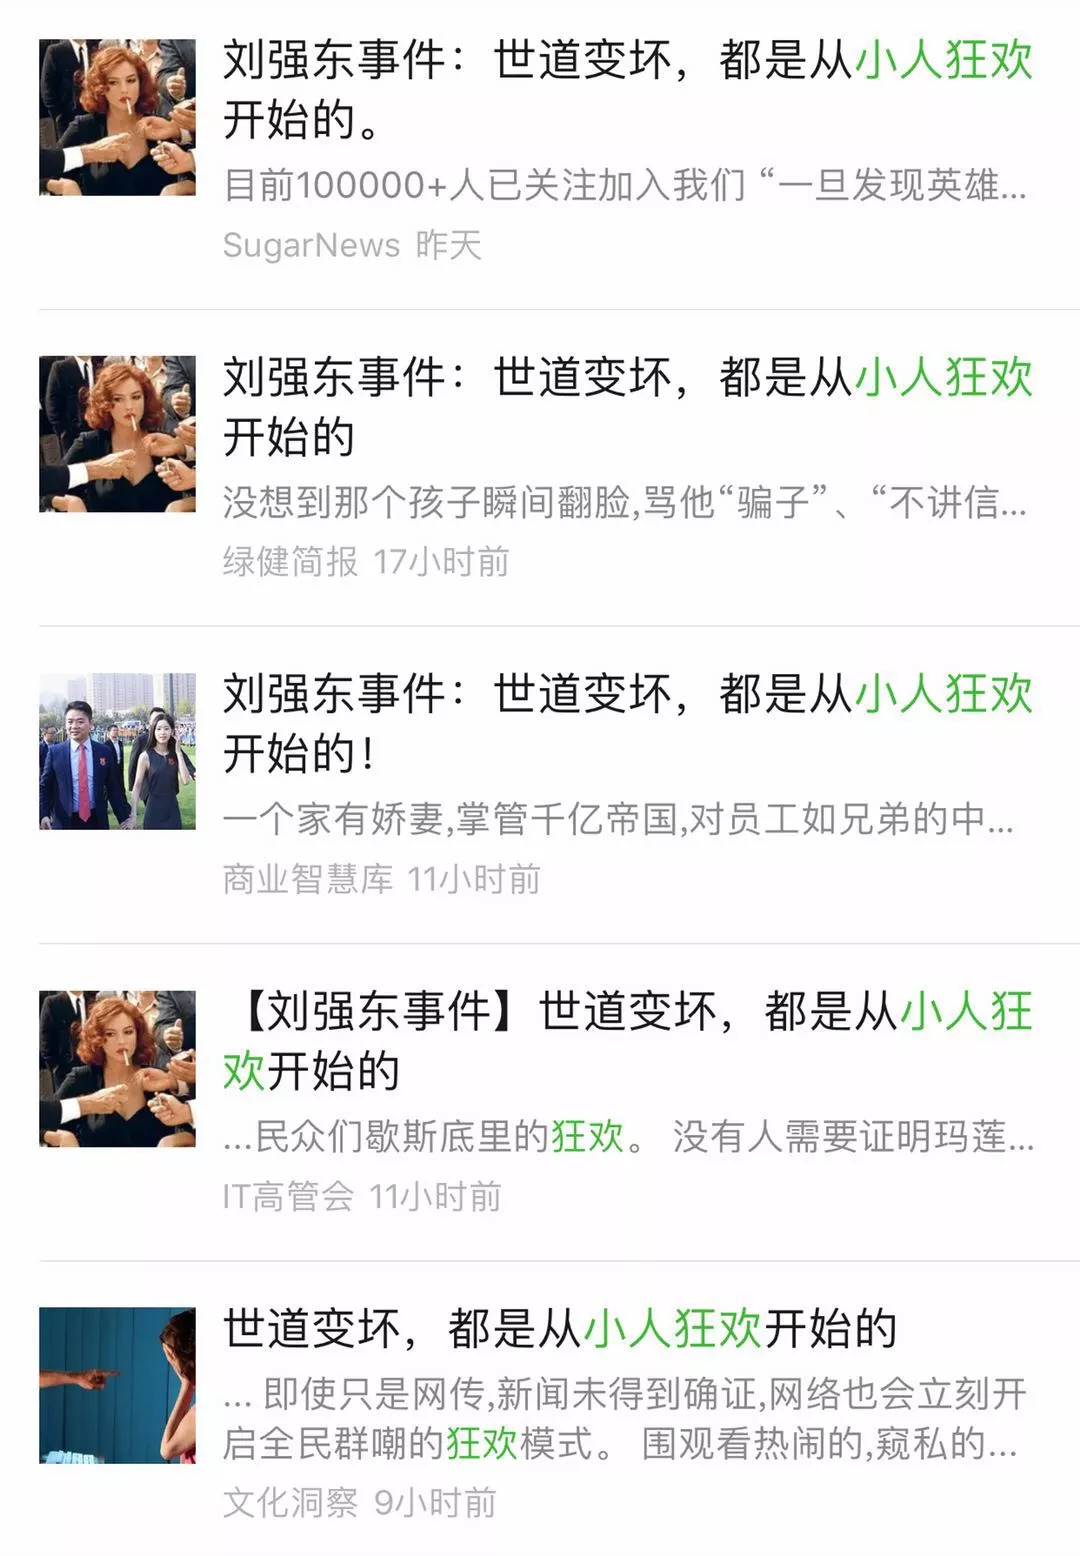 刘强东事件：世道变坏，都是从小人狂欢
开始的。
目前100000+人已关注加入我们 “一旦发现英雄...
SugarNews 昨天
刘强东事件：世道变坏，都是从小人狂欢
开始的
没想到那个孩子瞬间翻脸,骂他“骗子”、“不讲信...
绿健简报 17小时前
刘强东事件：世道变坏，都是从小人狂欢
开始的！
一个家有娇妻,掌管千亿帝国,对员工如兄弟的中...
商业智慧库 11小时前
【刘强东事件】世道变坏，都是从小人狂
欢开始的
...民众们歇斯底里的狂欢。 没有人需要证明玛莲...
IT高管会 11小时前
世道变坏，都是从小人狂欢开始的
... 即使只是网传,新闻未得到确证,网络也会立刻开
启全民群嘲的狂欢模式。 围观看热闹的,窥私的...
文化洞察 9小时前